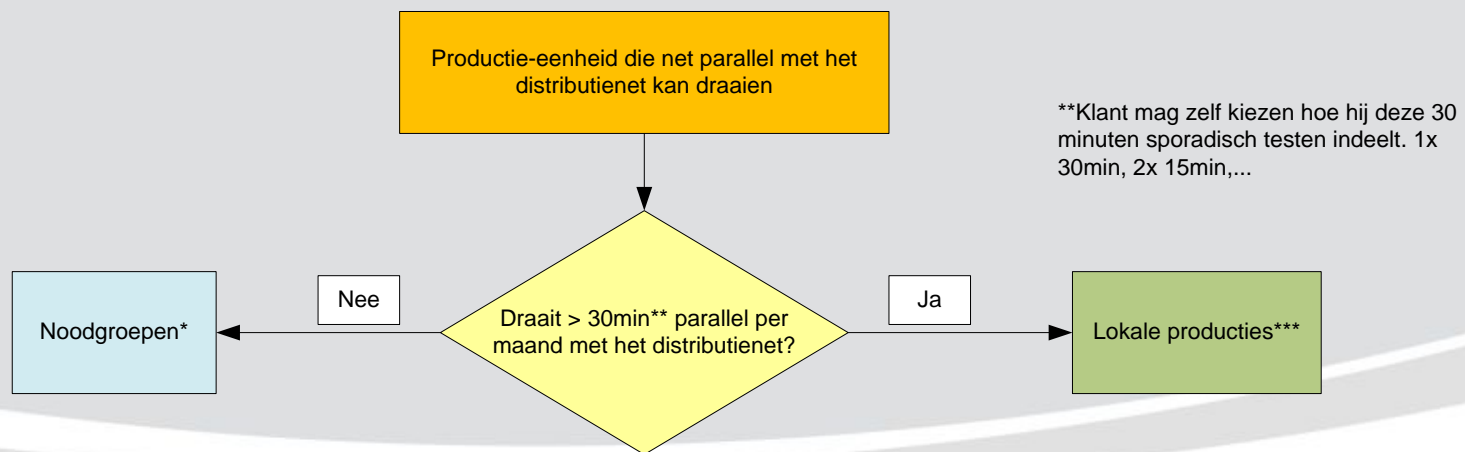 Productie-eenheid die net parallel met het
distributienet kan draaien
**Klant mag zelf kiezen hoe hij deze 30
minuten sporadisch testen indeelt. 1x
30min, 2x 15min,...
Noodgroepen*
Nee
Draait > 30min** parallel per
maand met het distributienet?
Ja
Lokale producties***